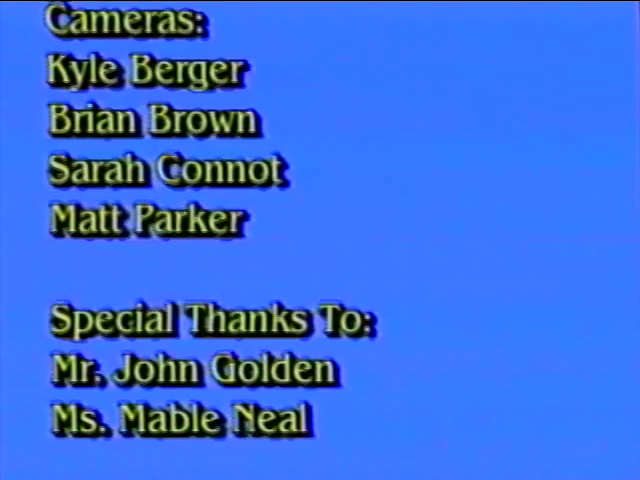 Cameras:
Kyle Berger
Brian Brown
Sarah Connot
Matt Parker
Special Thanks To:
Mr. John Golden
Ms. Mable Neal